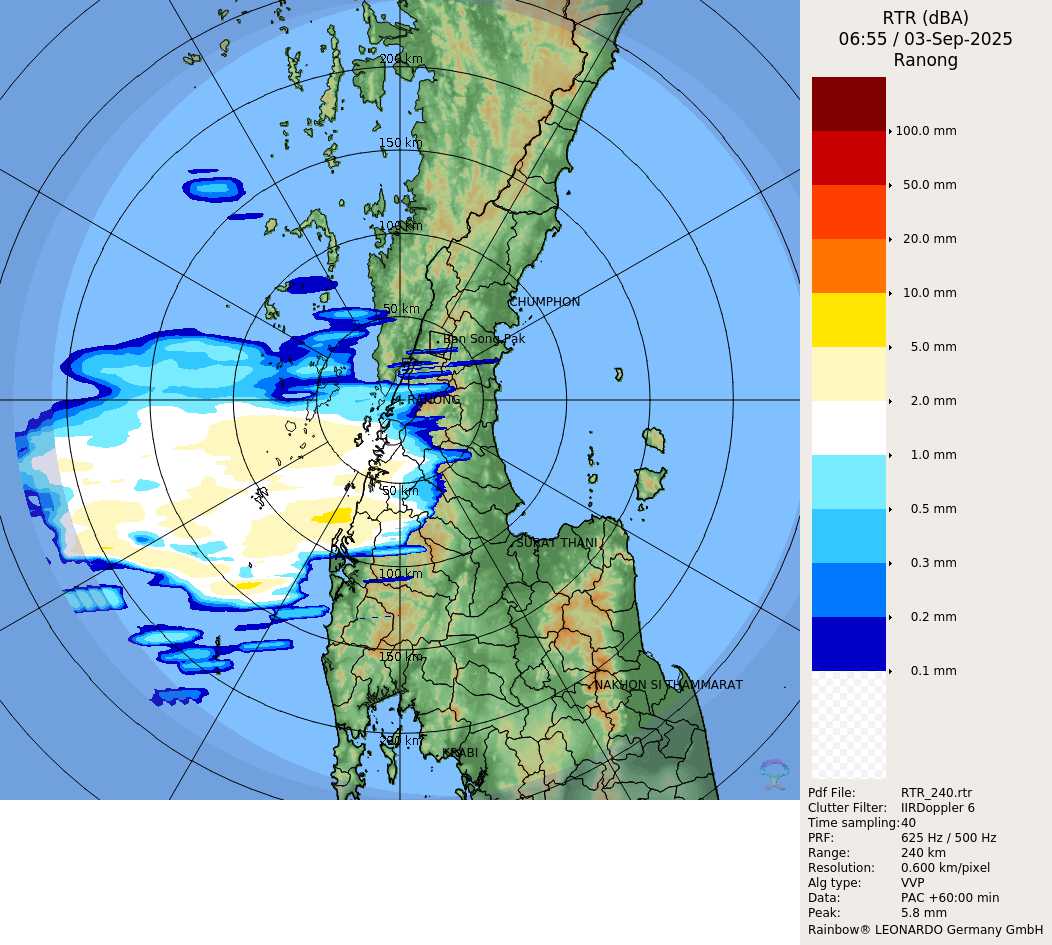 RTR (dBA)
06:55 / 03-Sep-2025
Ranong
200 km
150 km
100 km
50 km
CHUMPHON
Ban Song Pak
RANONG
50 km
SURAT THANI
100 km
150 km
NAKHON SI THAMMARAT
200 km
KRABI
100.0 mm
50.0 mm
20.0 mm
10.0 mm
5.0 mm
2.0 mm
1.0 mm
0.5 mm
0.3 mm
0.2 mm
0.1 mm
Pdf File: RTR_240.rtr
Clutter Filter: IIRDoppler 6
Time sampling:40
PRF: 625 Hz / 500 Hz
Range: 240 km
Resolution: 0.600 km/pixel
Alg type: VVP
Data: PAC +60:00 min
Peak: 5.8 mm
Rainbow® LEONARDO Germany GmbH